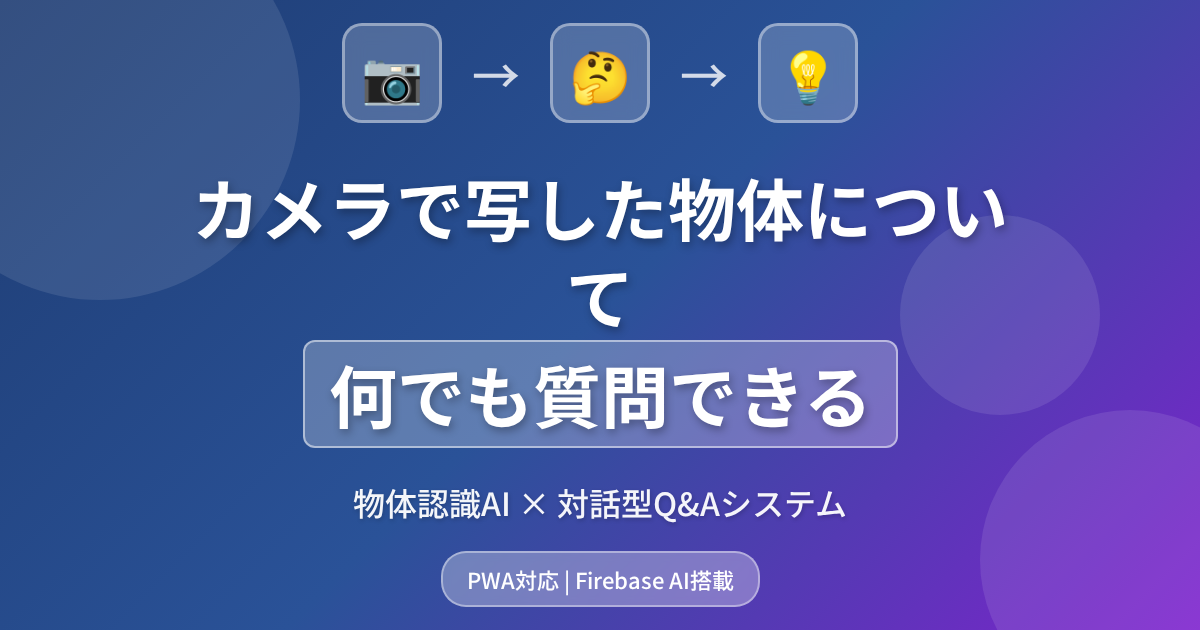 → →
カメラで写した物体につい
て
何でも質問できる
物体認識AI × 対話型Q&Aシステム
PWA対応 | Firebase AI搭載